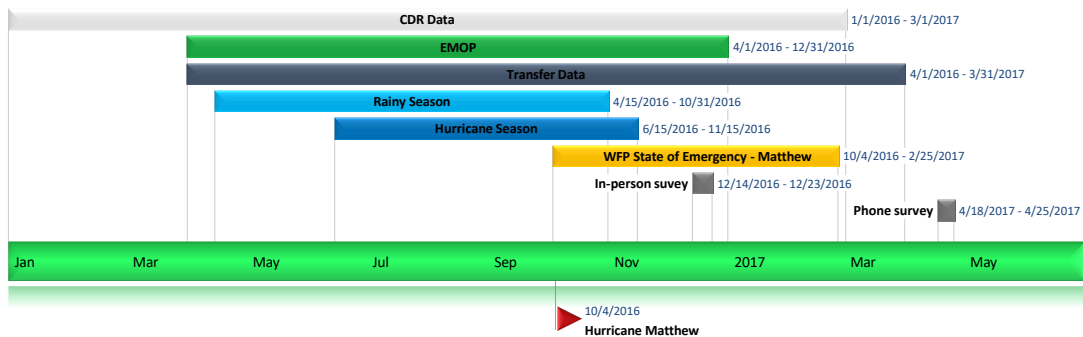 CDR Data 1/1/2016 - 3/1/2017
EMOP 4/1/2016 - 12/31/2016
Transfer Data 4/1/2016 - 3/31/2017
Rainy Season 4/15/2016 - 10/31/2016
Hurricane Season 6/15/2016 - 11/15/2016
WFP State of Emergency - Matthew 10/4/2016 - 2/25/2017
In-person suvey 12/14/2016 - 12/23/2016
Phone survey 4/18/2017 - 4/25/2017
Jan Mar May Jul Sep Nov 2017 Mar May
10/4/2016
Hurricane Matthew